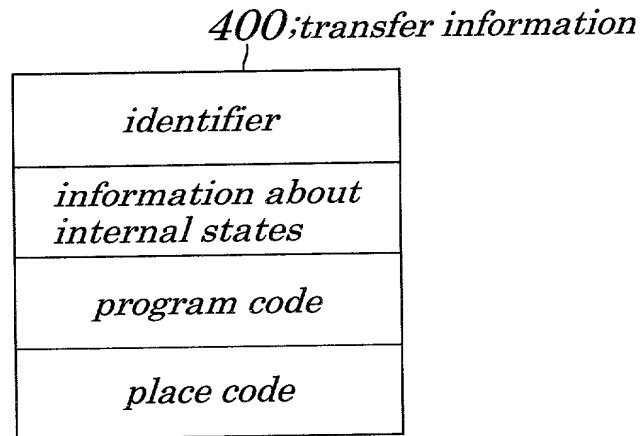 400;transfer information
identifier
information about
internal states
program code
place code